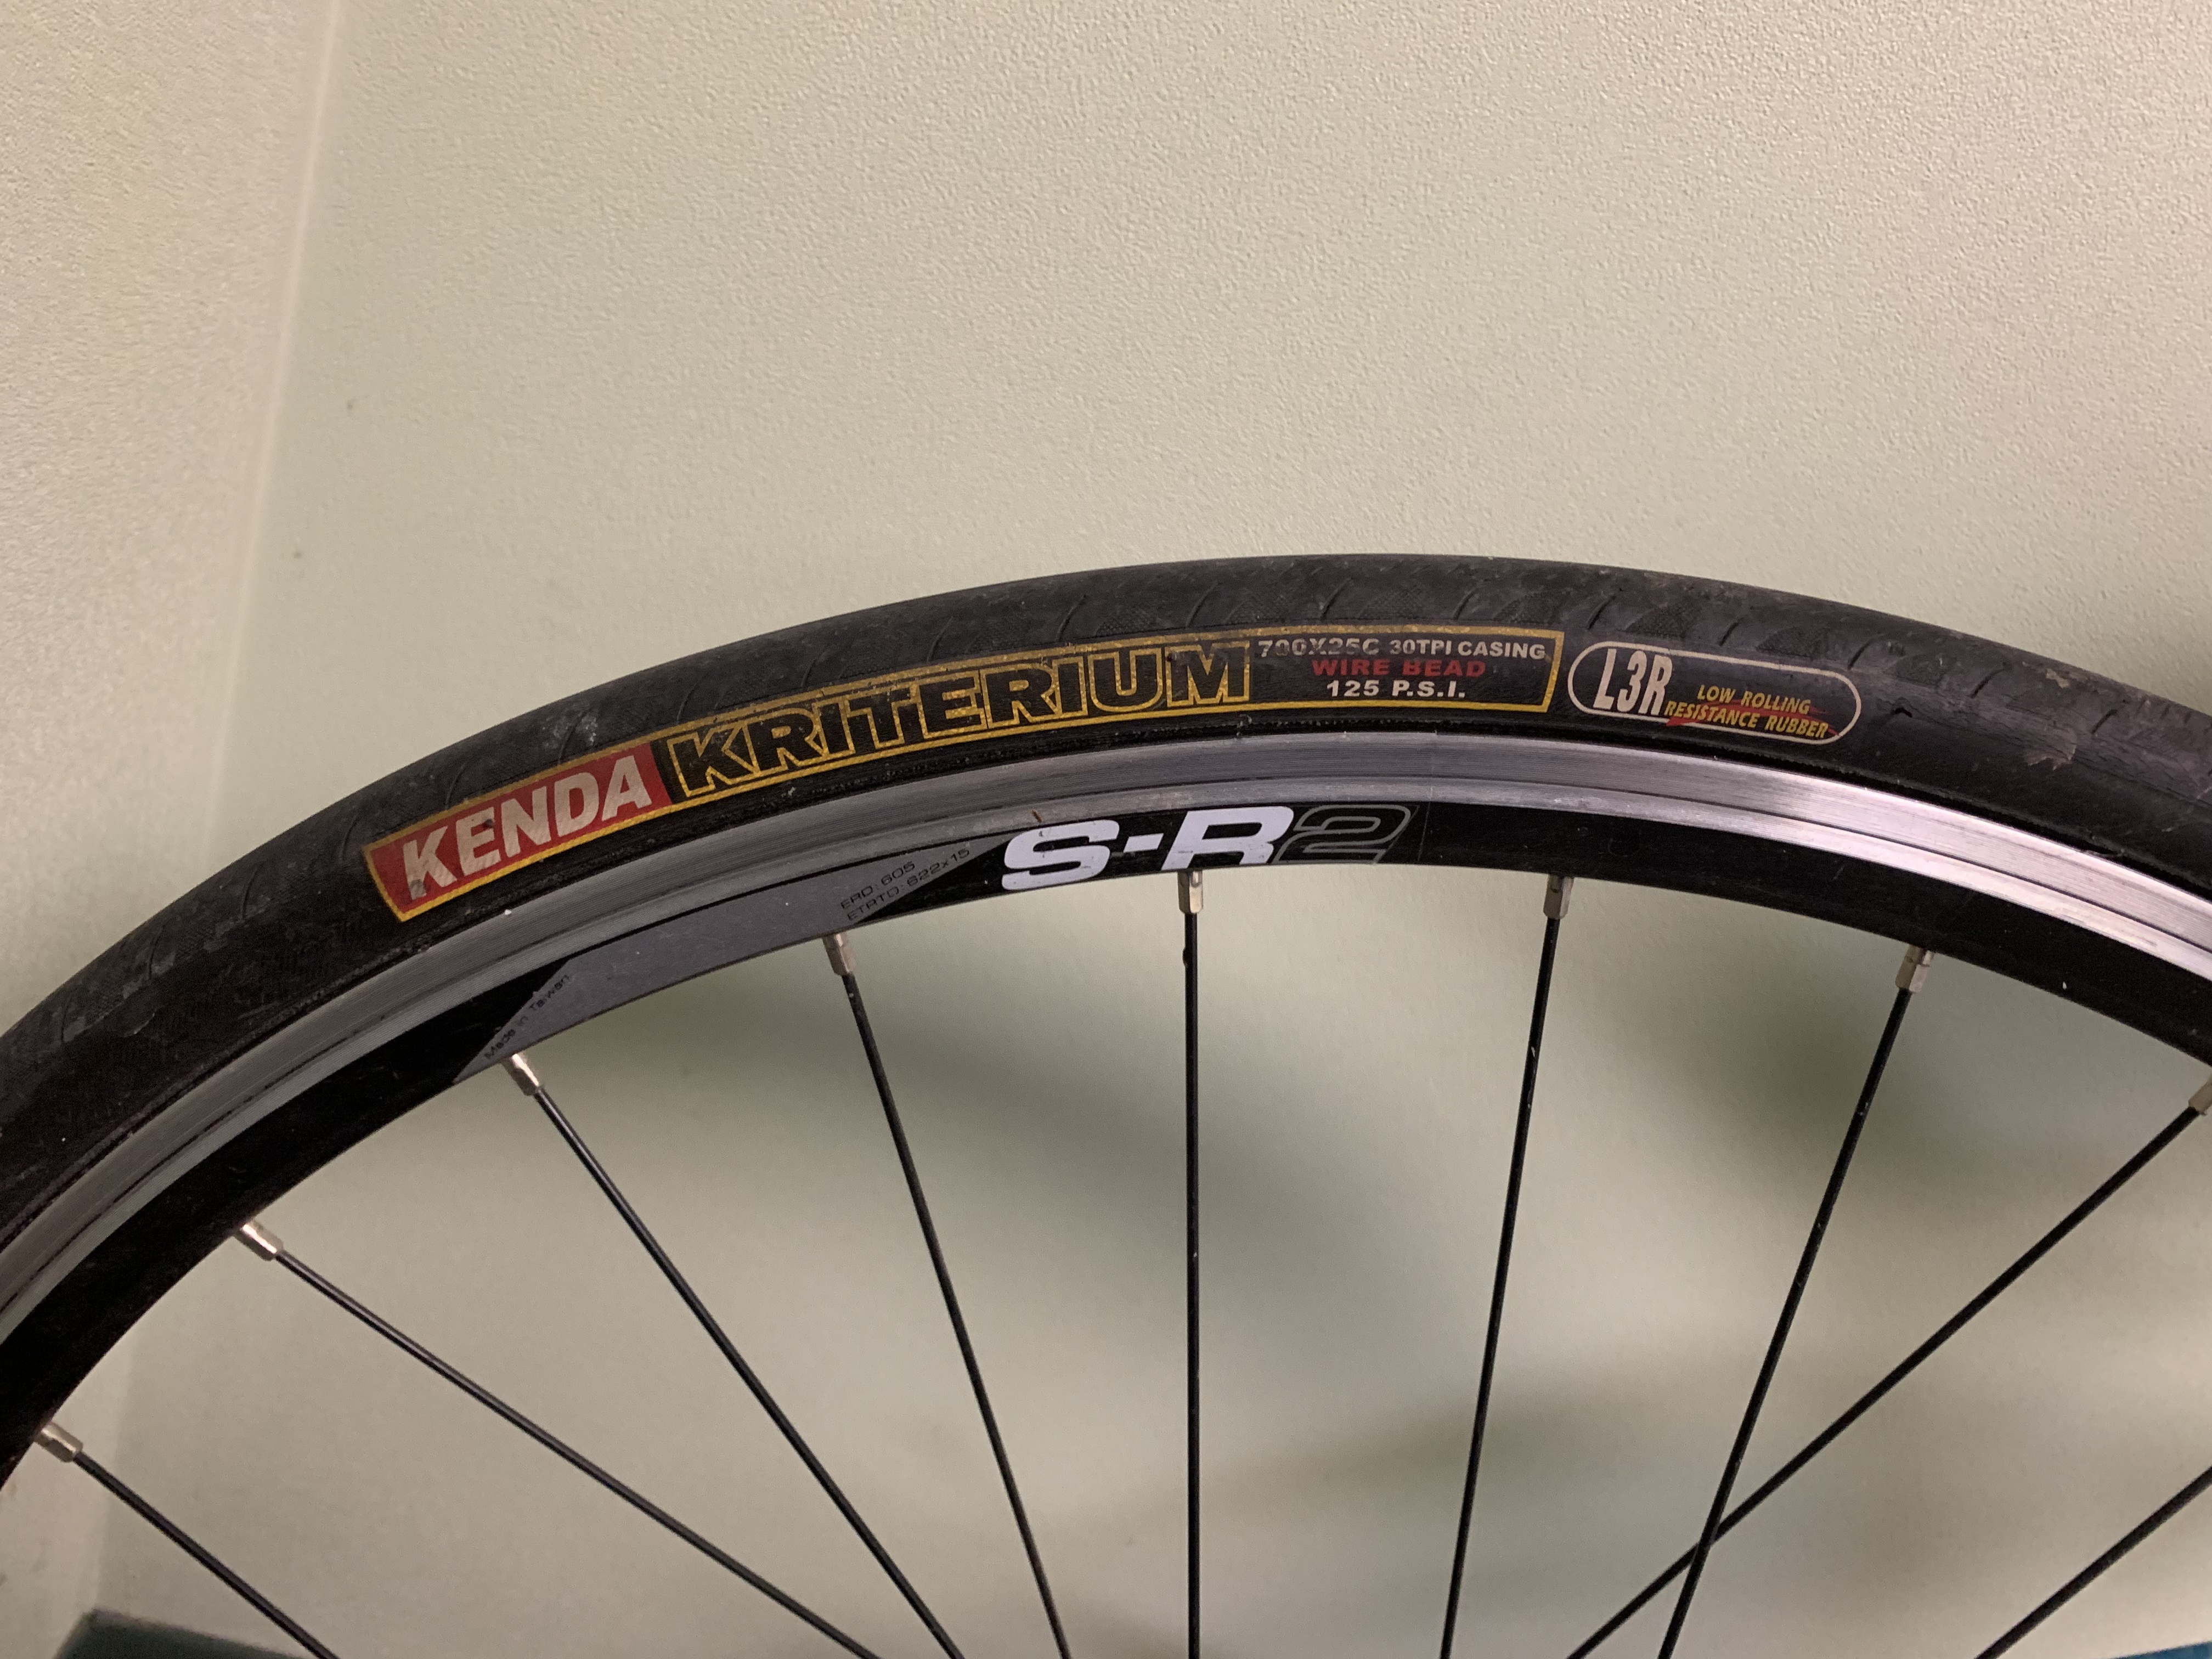 KENDA KRITERIUM
700X25C 30TPI CASING
WIRE BEAD
125 P.S.I.
L3R
LOW ROLLING
RESISTANCE RUBBER
S-R2
ERD: 605
ETRTO: 622x15
Made in Taiwan